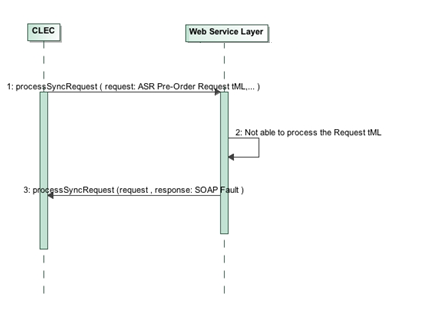 CLEC
Web Service Layer
1: processSyncRequest ( request: ASR Pre-Order Request tML,... )
2: Not able to process the Request tML
3: processSyncRequest (request , response: SOAP Fault )